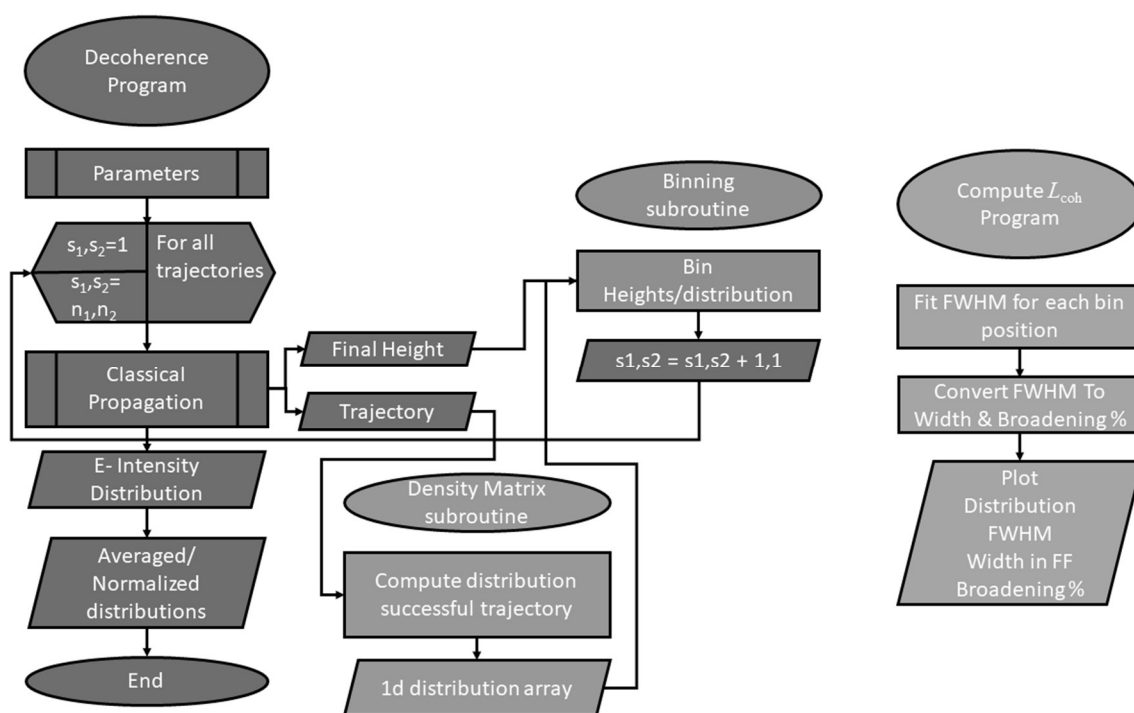 Decoherence
Program
Parameters
s₁,s₂=1
For all
trajectories
s₁,s₂=
n₁,n₂
Classical
Propagation
Final Height
Trajectory
E- Intensity
Distribution
Averaged/
Normalized
distributions
End
Binning
subroutine
Bin
Heights/distribution
s1,s2 = s1,s2 + 1,1
Density Matrix
subroutine
Compute distribution
successful trajectory
1d distribution array
Compute L_coh
Program
Fit FWHM for each bin
position
Convert FWHM To
Width & Broadening %
Plot
Distribution
FWHM
Width in FF
Broadening %